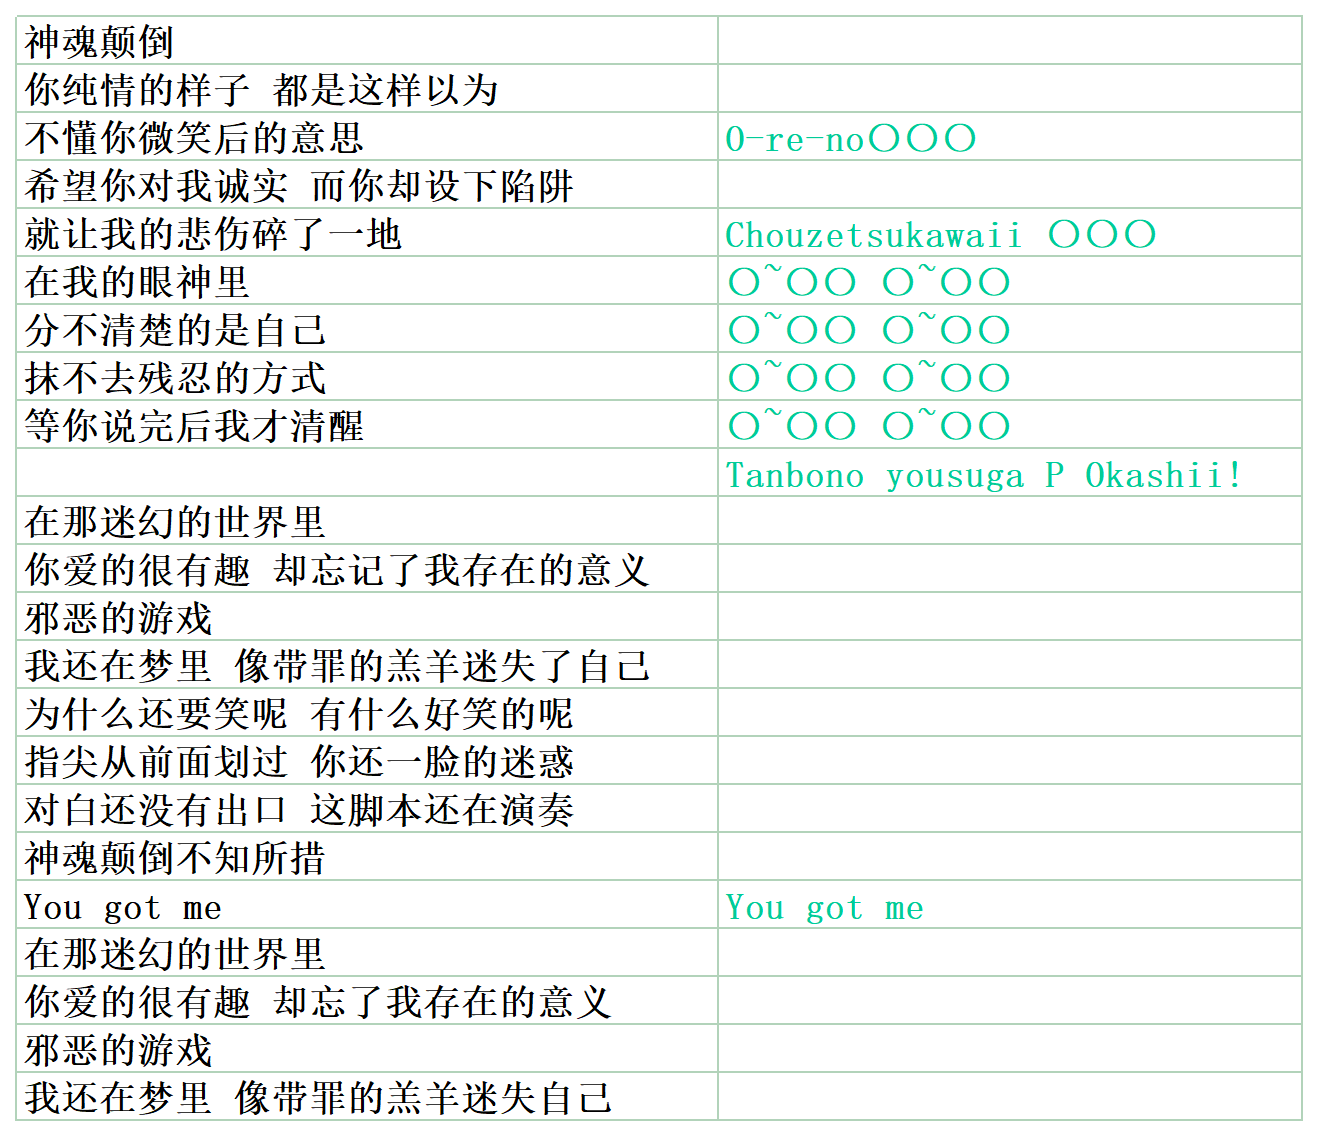 神魂颠倒
你纯情的样子 都是这样以为
不懂你微笑后的意思 O-re-no〇〇〇
希望你对我诚实 而你却设下陷阱
就让我的悲伤碎了一地 Chouzetsukawaii 〇〇〇
在我的眼神里 〇~〇〇 〇~〇〇
分不清楚的是自己 〇~〇〇 〇~〇〇
抹不去残忍的方式 〇~〇〇 〇~〇〇
等你说完后我才清醒 〇~〇〇 〇~〇〇
Tanbono yousuga P Okashii!
在那迷幻的世界里
你爱的很有趣 却忘记了我存在的意义
邪恶的游戏
我还在梦里 像带罪的羔羊迷失了自己
为什么还要笑呢 有什么好笑的呢
指尖从前面划过 你还一脸的迷惑
对白还没有出口 这脚本还在演奏
神魂颠倒不知所措
You got me You got me
在那迷幻的世界里
你爱的很有趣 却忘了我存在的意义
邪恶的游戏
我还在梦里 像带罪的羔羊迷失自己